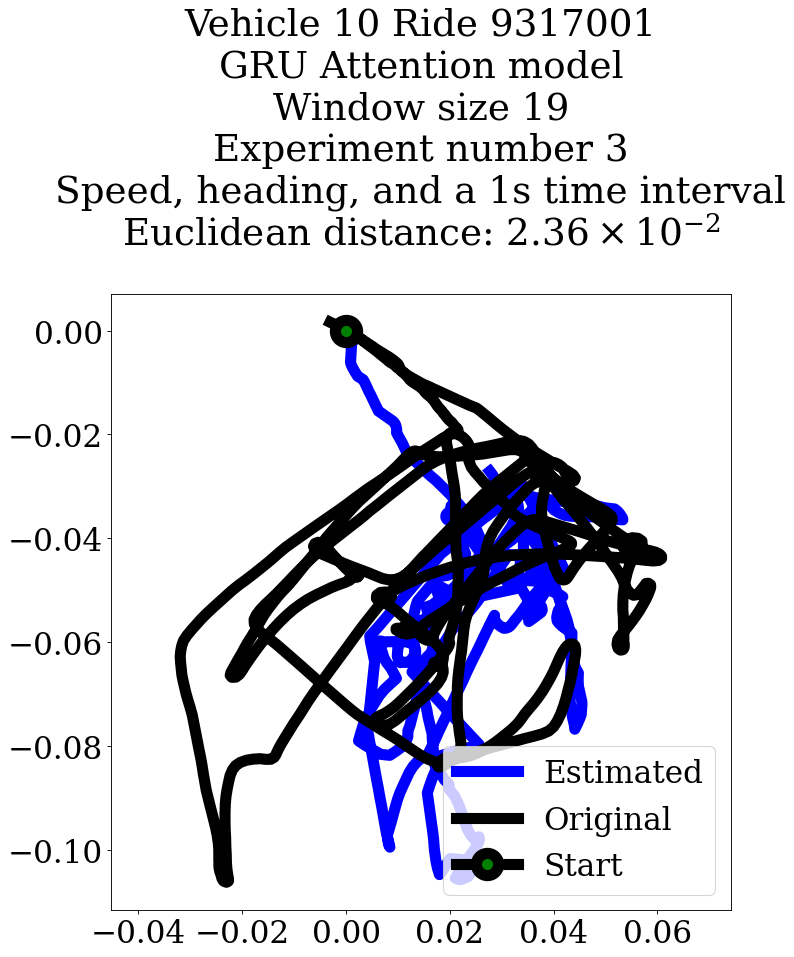 Vehicle 10 Ride 9317001
GRU Attention model
Window size 19
Experiment number 3
Speed, heading, and a 1s time interval
Euclidean distance: 2.36 × 10⁻²
0.00
−0.02
−0.04
−0.06
−0.08
−0.10
Estimated
Original
Start
−0.04 −0.02 0.00 0.02 0.04 0.06